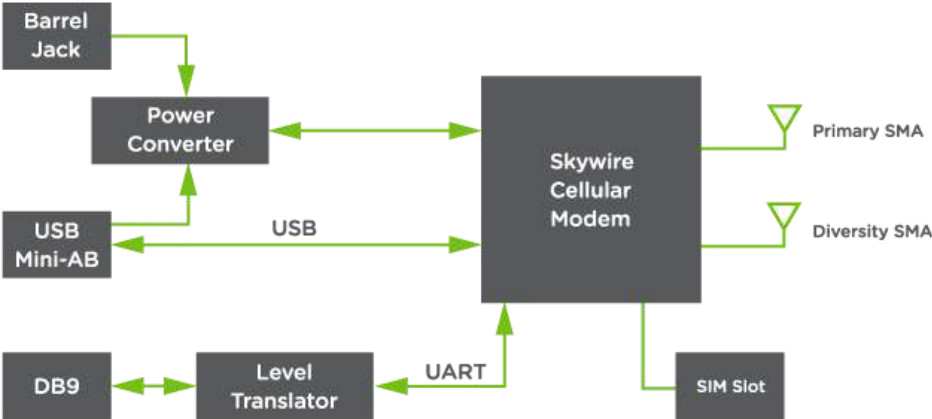 Barrel
Jack
Power
Converter
Skywire
Cellular
Modem
Primary SMA
USB
Mini-AB
USB
Diversity SMA
DB9
Level
Translator
UART
SIM Slot